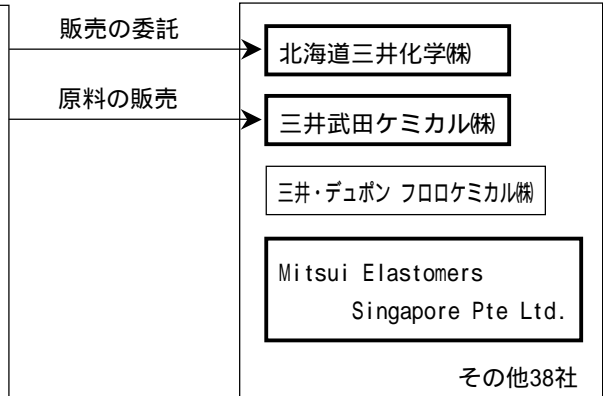 販売の委託
北海道三井化学㈱
原料の販売
三井武田ケミカル㈱
三井・デュポン フロロケミカル㈱
Mitsui Elastomers
Singapore Pte Ltd.
その他38社